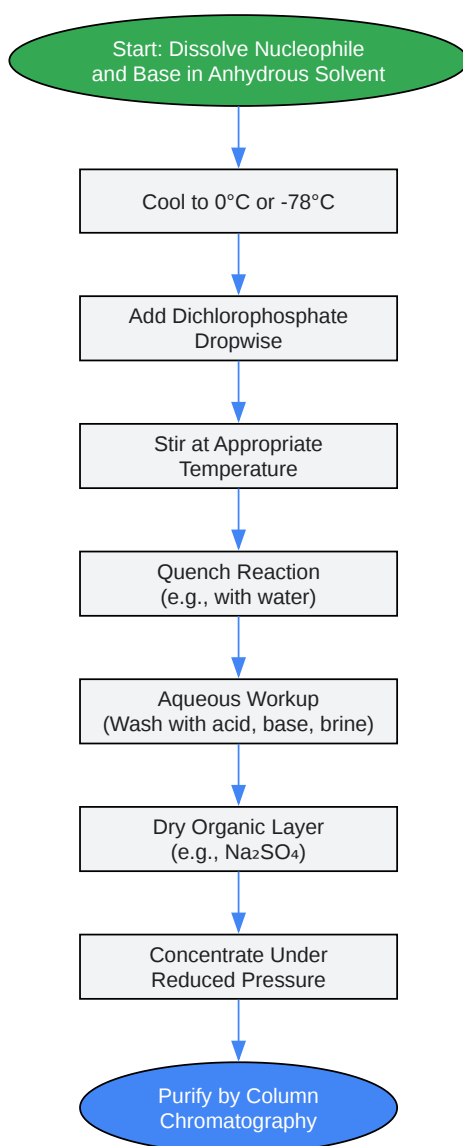 Start: Dissolve Nucleophile
and Base in Anhydrous Solvent
Cool to 0°C or -78°C
Add Dichlorophosphate
Dropwise
Stir at Appropriate
Temperature
Quench Reaction
(e.g., with water)
Aqueous Workup
(Wash with acid, base, brine)
Dry Organic Layer
(e.g., Na₂SO₄)
Concentrate Under
Reduced Pressure
Purify by Column
Chromatography